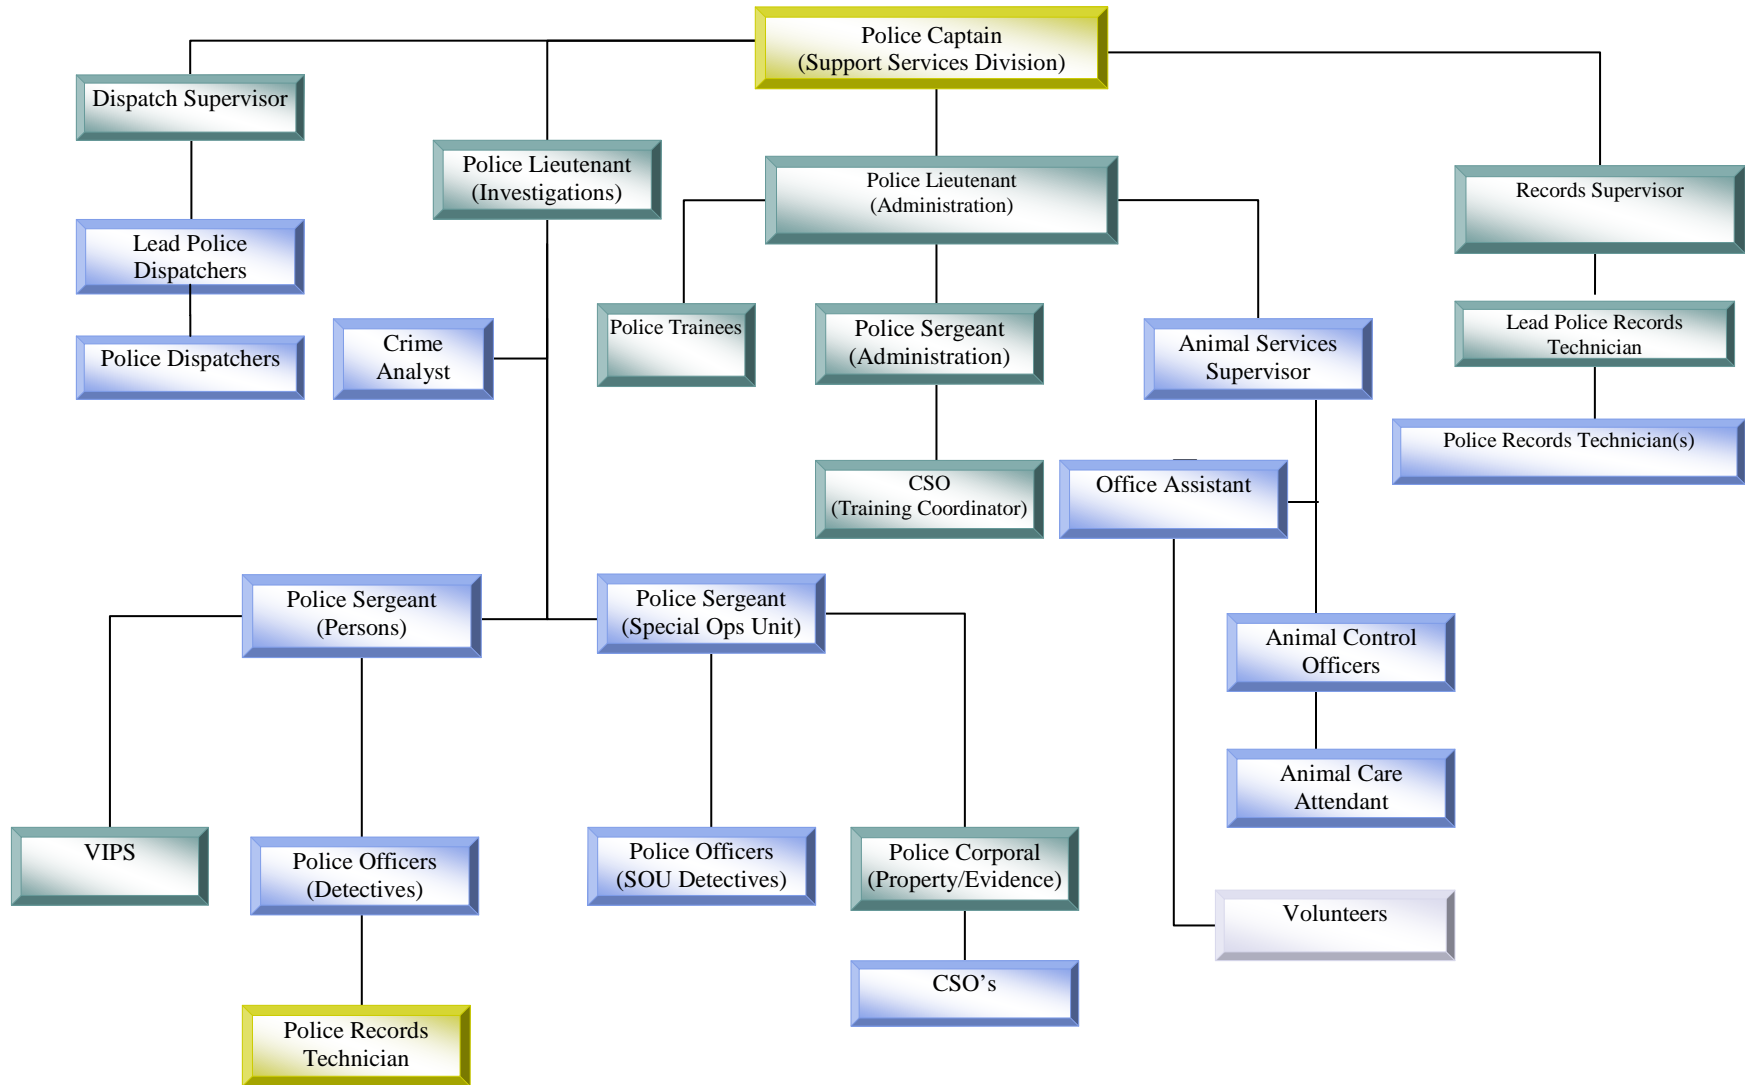 Police Captain
(Support Services Division)
Dispatch Supervisor
Police Lieutenant
(Investigations)
Police Lieutenant
(Administration)
Records Supervisor
Lead Police
Dispatchers
Police Trainees
Police Sergeant
(Administration)
Animal Services
Supervisor
Lead Police Records
Technician
Police Dispatchers
Crime
Analyst
Police Records Technician(s)
CSO
(Training Coordinator)
Office Assistant
Police Sergeant
(Persons)
Police Sergeant
(Special Ops Unit)
Animal Control
Officers
Animal Care
Attendant
VIPS
Police Officers
(Detectives)
Police Officers
(SOU Detectives)
Police Corporal
(Property/Evidence)
Volunteers
CSO’s
Police Records
Technician